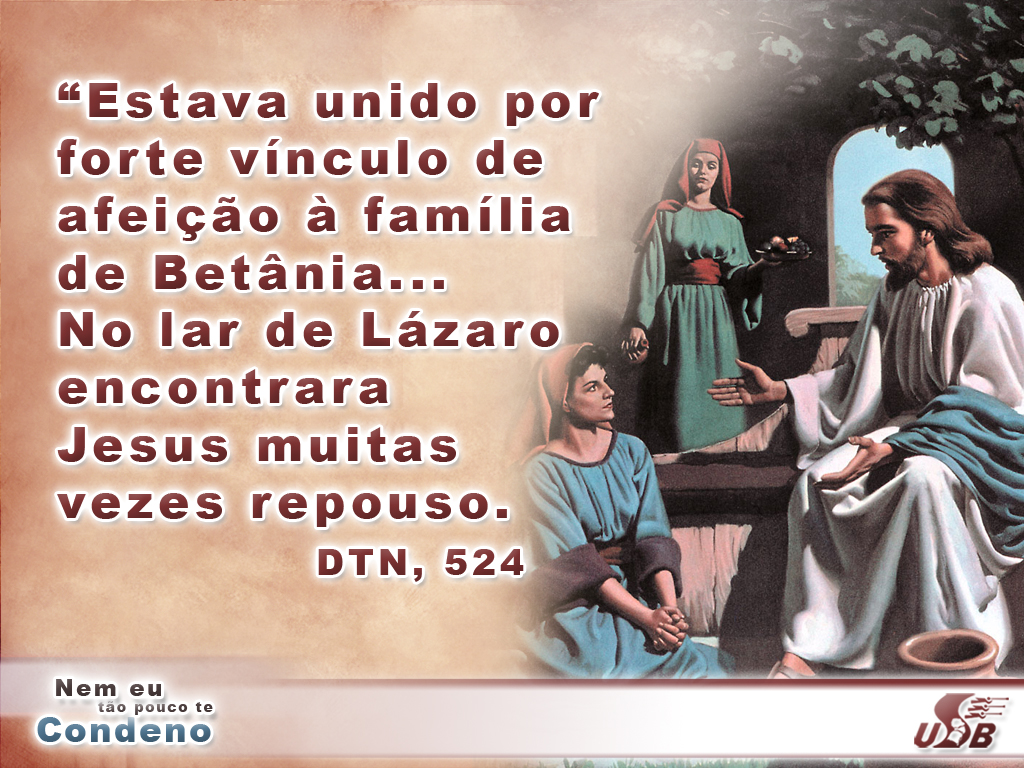 “Estava unido por
forte vínculo de
afeição à família
de Betânia...
No lar de Lázaro
encontrara
Jesus muitas
vezes repouso.
DTN, 524
Nem eu
tão pouco te
Condeno
USB